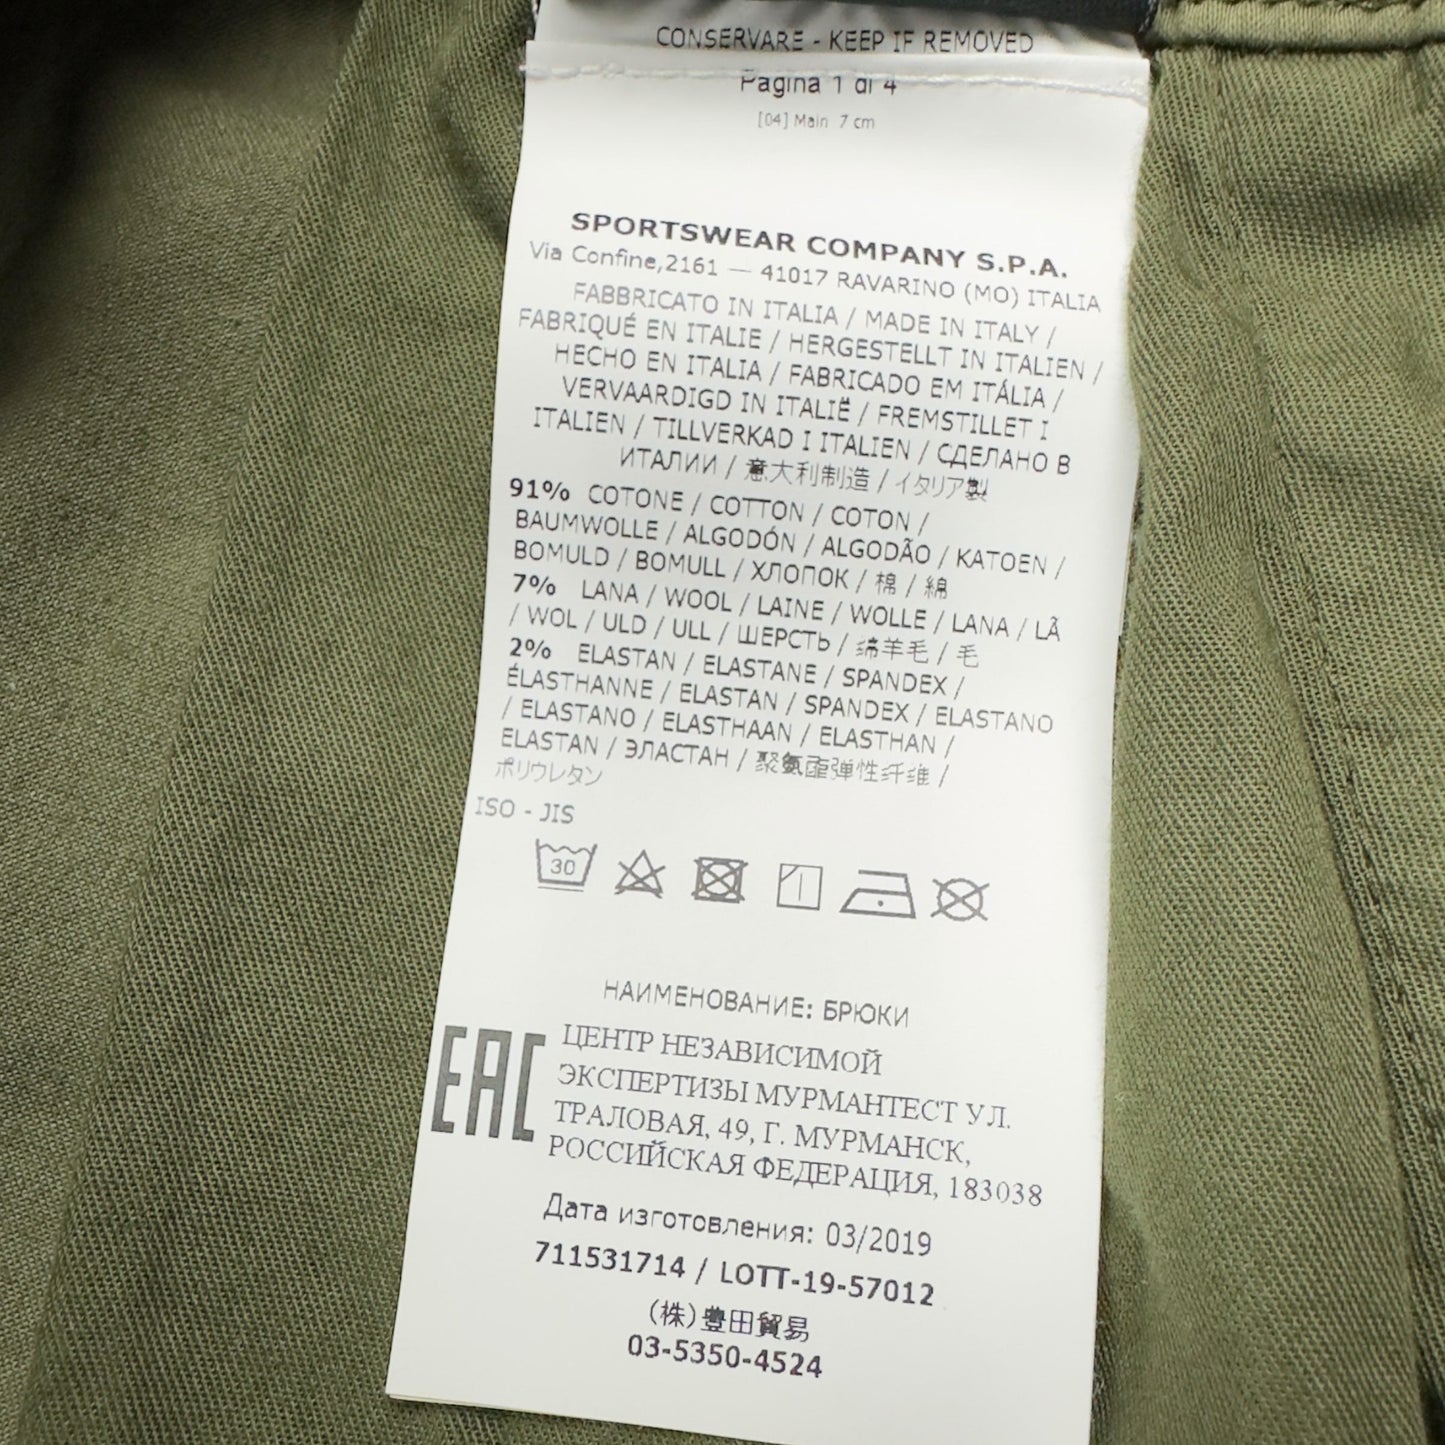 CONSERVARE - KEEP IF REMOVED
Pagina 1 di 4
[04] Main 7 cm
SPORTSWEAR COMPANY S.P.A.
Via Confine,2161 — 41017 RAVARINO (MO) ITALIA
FABBRICATO IN ITALIA / MADE IN ITALY /
FABRIQUÉ EN ITALIE / HERGESTELLT IN ITALIEN /
HECHO EN ITALIA / FABRICADO EM ITÁLIA /
VERVAARDIGD IN ITALIË / FREMSTILLET I
ITALIEN / TILLVERKAD I ITALIEN / СДЕЛАНО В
ИТАЛИИ / 意大利制造 / イタリア製
91% COTONE / COTTON / COTON /
BAUMWOLLE / ALGODÓN / ALGODÃO / KATOEN /
BOMULD / BOMULL / ХЛОПОК / 棉 / 綿
7% LANA / WOOL / LAINE / WOLLE / LANA / LÃ
/ WOL / ULD / ULL / ШЕРСТЬ / 绵羊毛 / 毛
2% ELASTAN / ELASTANE / SPANDEX /
ÉLASTHANNE / ELASTAN / SPANDEX / ELASTANO
/ ELASTANO / ELASTHAAN / ELASTHAN /
ELASTAN / ЭЛАСТАН / 聚氨酯弹性纤维 /
ポリウレタン
ISO - JIS
30
НАИМЕНОВАНИЕ: БРЮКИ
EAC
ЦЕНТР НЕЗАВИСИМОЙ
ЭКСПЕРТИЗЫ МУРМАНТЕСТ УЛ.
ТРАЛОВАЯ, 49, Г. МУРМАНСК,
РОССИЙСКАЯ ФЕДЕРАЦИЯ, 183038
Дата изготовления: 03/2019
711531714 / LOTT-19-57012
(株)豊田貿易
03-5350-4524